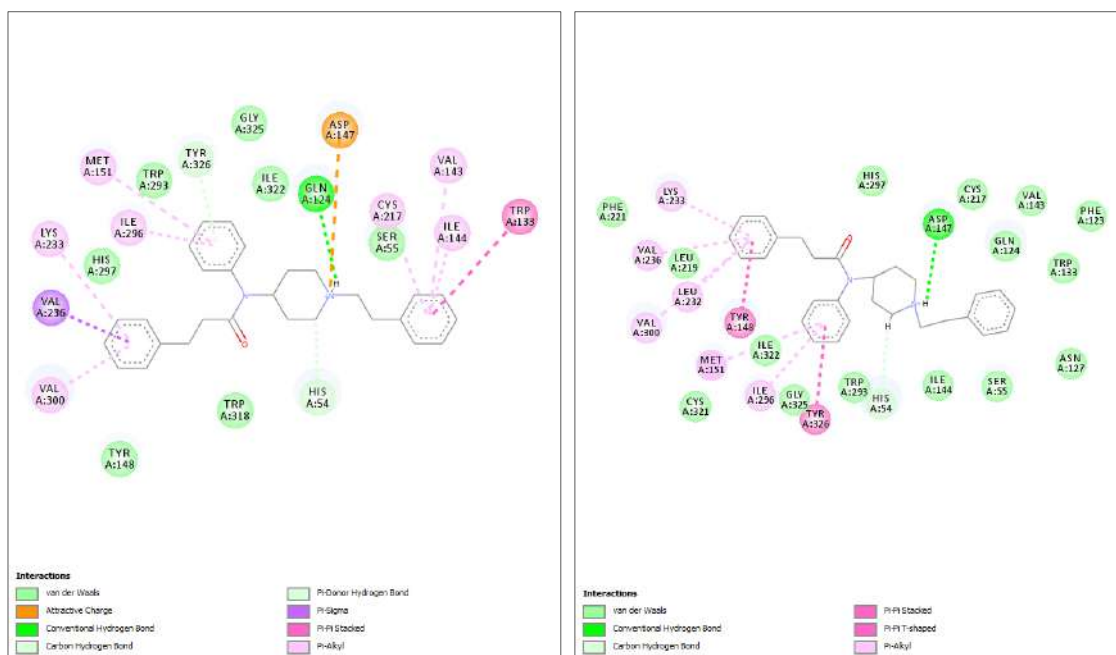 GLY
A:325
ASP
A:147
TYR
A:326
MET
A:151
TRP
A:293
VAL
A:143
ILE
A:322
GLN
A:124
CYS
A:217
TRP
A:133
LYS
A:233
ILE
A:296
SER
A:55
ILE
A:144
HIS
A:297
H
VAL
A:236
N
N
O
VAL
A:300
HIS
A:54
TRP
A:318
TYR
A:148
Interactions
van der Waals
Attractive Charge
Conventional Hydrogen Bond
Carbon Hydrogen Bond
Pi-Donor Hydrogen Bond
Pi-Sigma
Pi-Pi Stacked
Pi-Alkyl
HIS
A:297
LYS
A:233
CYS
A:217
VAL
A:143
PHE
A:221
ASP
A:147
PHE
A:123
VAL
A:236
LEU
A:219
O
GLN
A:124
TRP
A:133
LEU
A:232
N
VAL
A:300
TYR
A:148
N
H
H
ILE
A:322
MET
A:151
ASN
A:127
ILE
A:296
GLY
A:325
TRP
A:293
HIS
A:54
ILE
A:144
SER
A:55
CYS
A:321
TYR
A:326
Interactions
van der Waals
Conventional Hydrogen Bond
Carbon Hydrogen Bond
Pi-Pi Stacked
Pi-Pi T-shaped
Pi-Alkyl